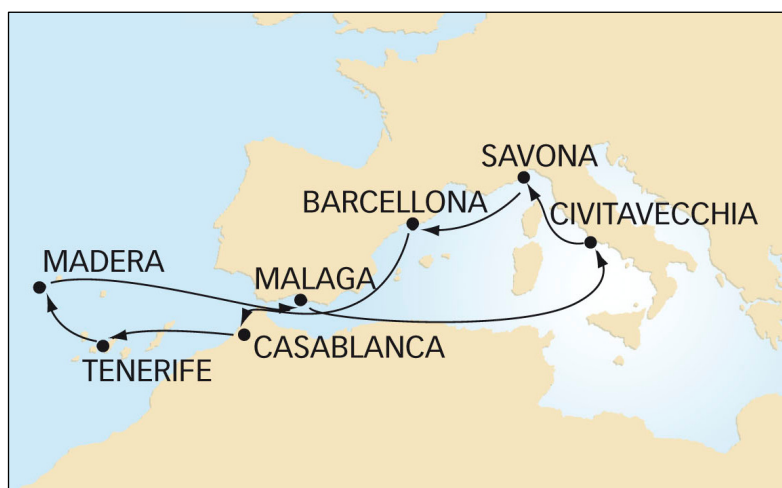 SAVONA
BARCELLONA
CIVITAVECCHIA
MADERA
MALAGA
CASABLANCA
TENERIFE